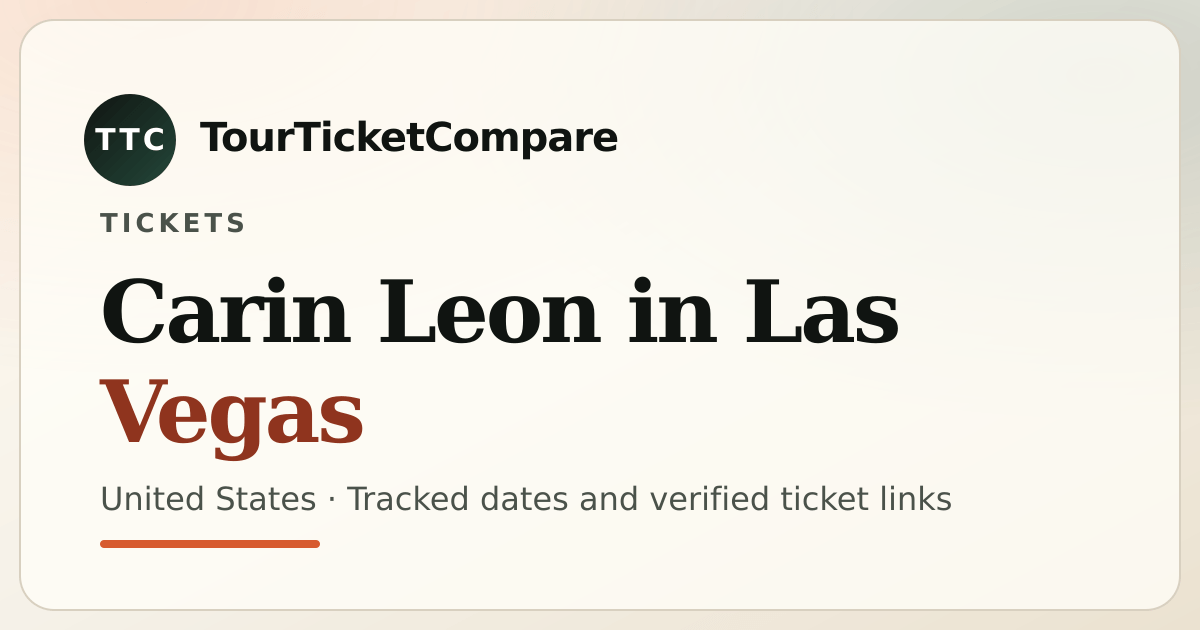 TTC TourTicketCompare
TICKETS
Carin Leon in Las
Vegas
United States · Tracked dates and verified ticket links